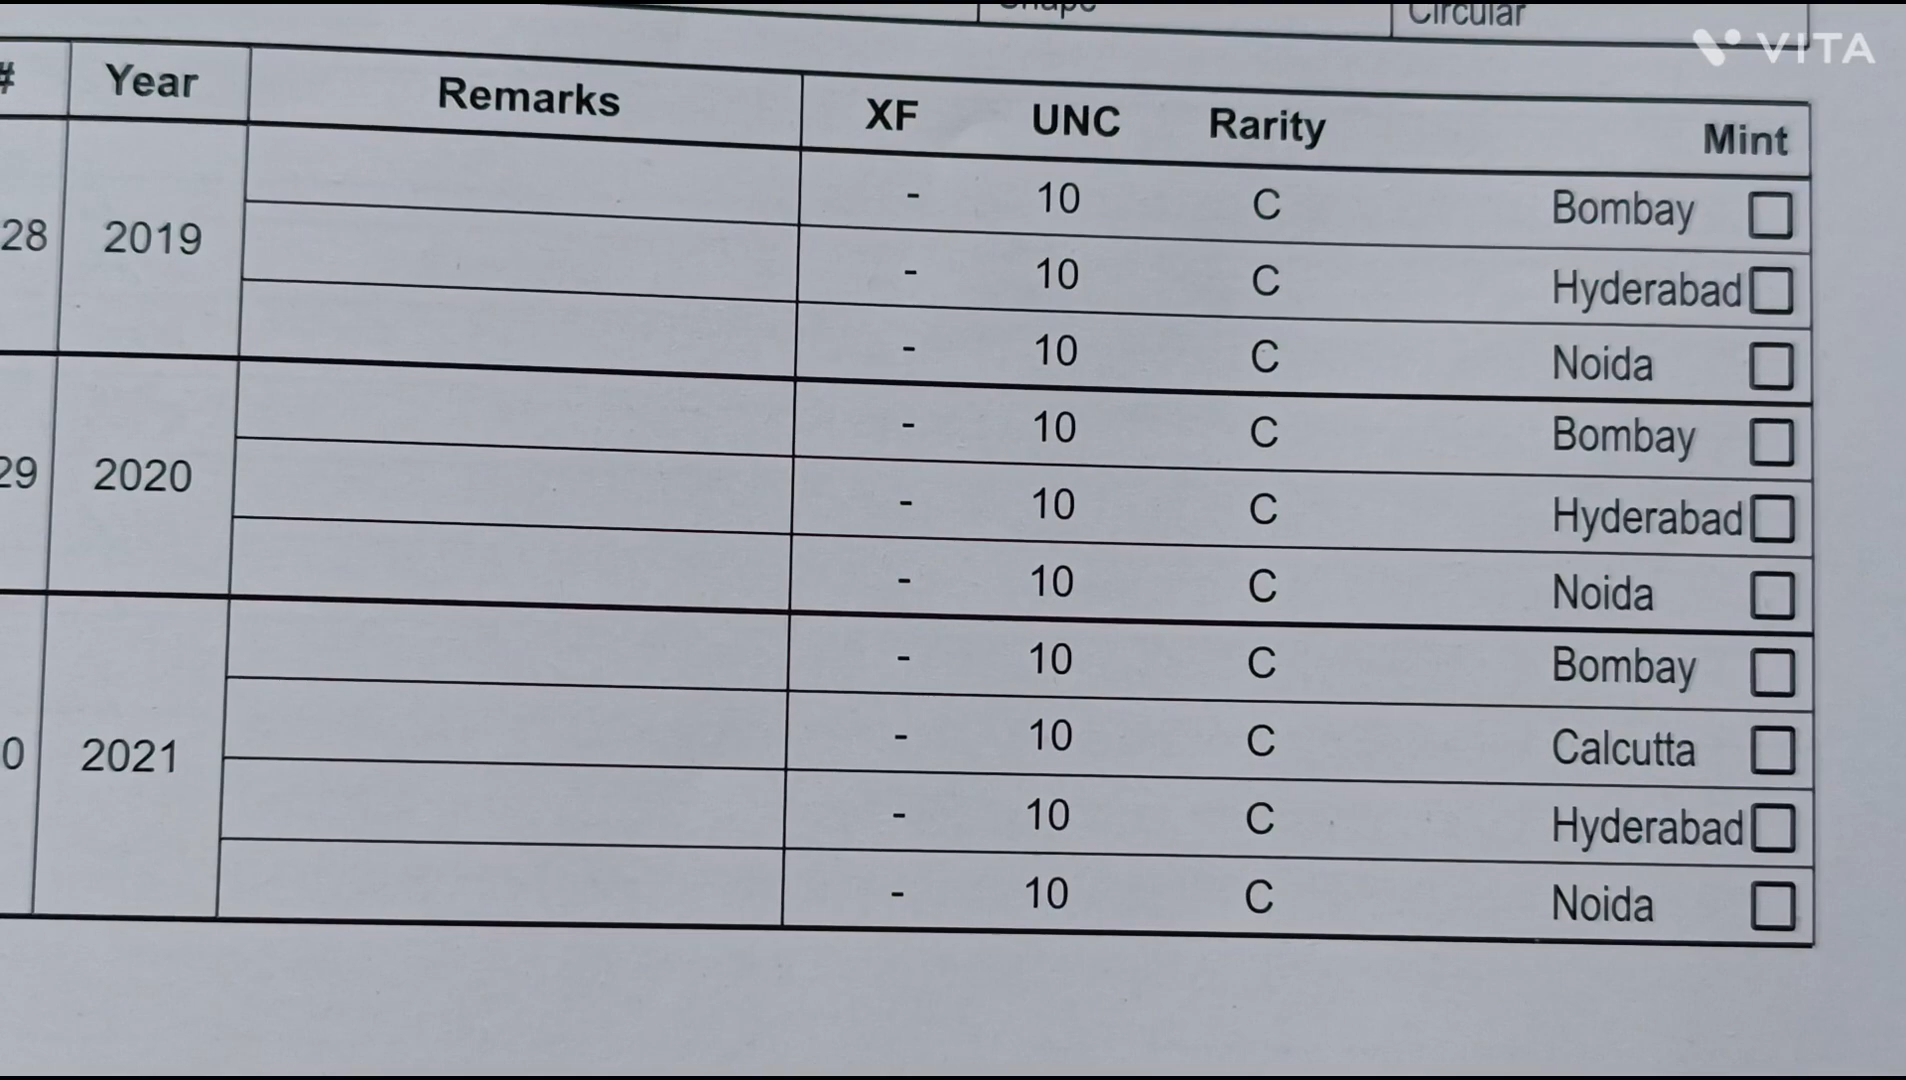 Shape Circular
VITA
# Year Remarks XF UNC Rarity Mint
28 2019 - 10 C Bombay
- 10 C Hyderabad
- 10 C Noida
29 2020 - 10 C Bombay
- 10 C Hyderabad
- 10 C Noida
0 2021 - 10 C Bombay
- 10 C Calcutta
- 10 C Hyderabad
- 10 C Noida